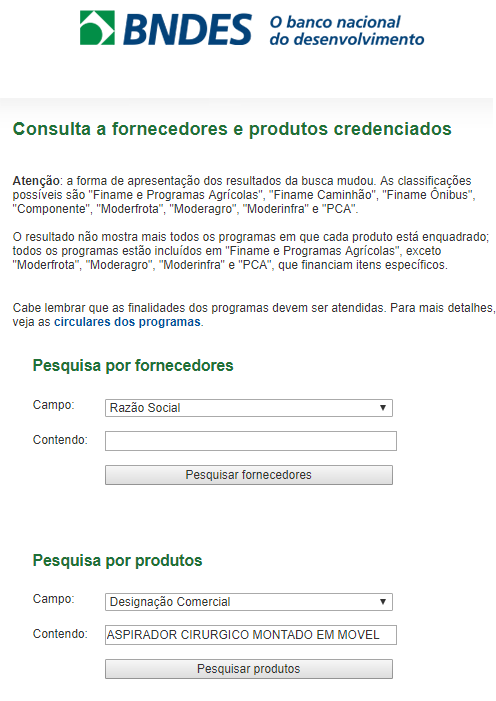 BNDES O banco nacional
do desenvolvimento
Consulta a fornecedores e produtos credenciados
Atenção: a forma de apresentação dos resultados da busca mudou. As classificações
possíveis são "Finame e Programas Agrícolas", "Finame Caminhão", "Finame Ônibus",
"Componente", "Moderfrota", "Moderagro", "Moderinfra" e "PCA".
O resultado não mostra mais todos os programas em que cada produto está enquadrado;
todos os programas estão incluídos em "Finame e Programas Agrícolas", exceto
"Moderfrota", "Moderagro", "Moderinfra" e "PCA", que financiam itens específicos.
Cabe lembrar que as finalidades dos programas devem ser atendidas. Para mais detalhes,
veja as circulares dos programas.
Pesquisa por fornecedores
Campo: Razão Social
Contendo:
Pesquisar fornecedores
Pesquisa por produtos
Campo: Designação Comercial
Contendo: ASPIRADOR CIRURGICO MONTADO EM MOVEL
Pesquisar produtos